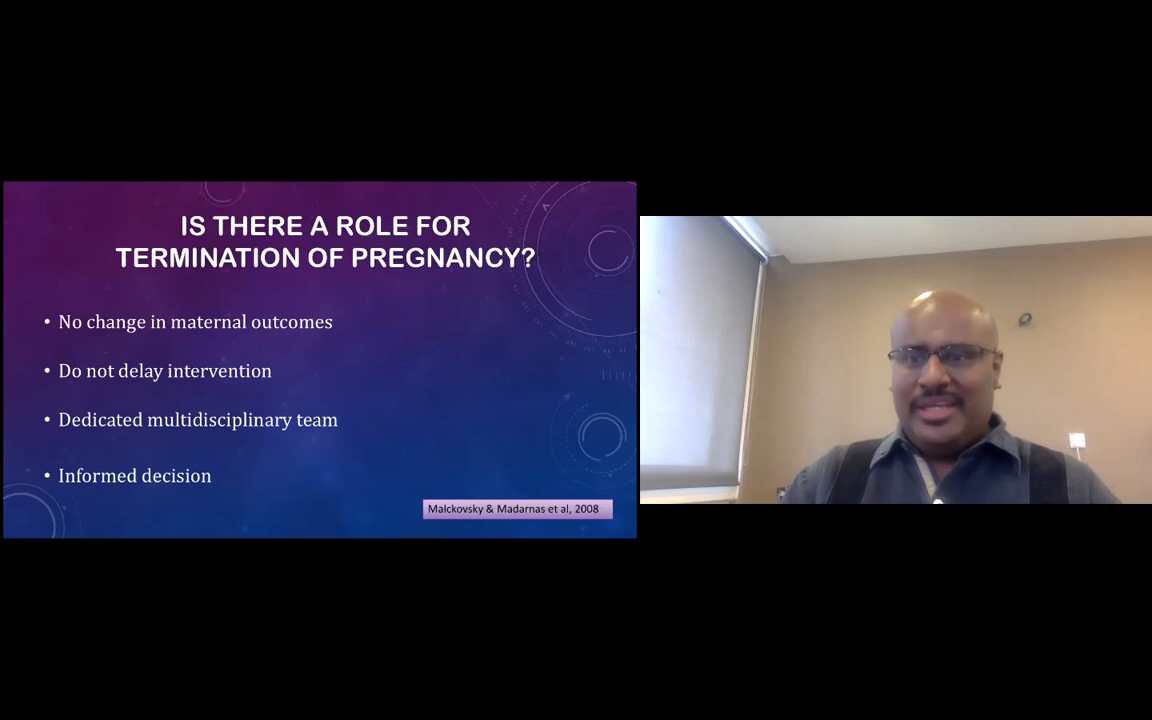 IS THERE A ROLE FOR
TERMINATION OF PREGNANCY?
• No change in maternal outcomes
• Do not delay intervention
• Dedicated multidisciplinary team
• Informed decision
Malckovsky & Madarnas et al, 2008